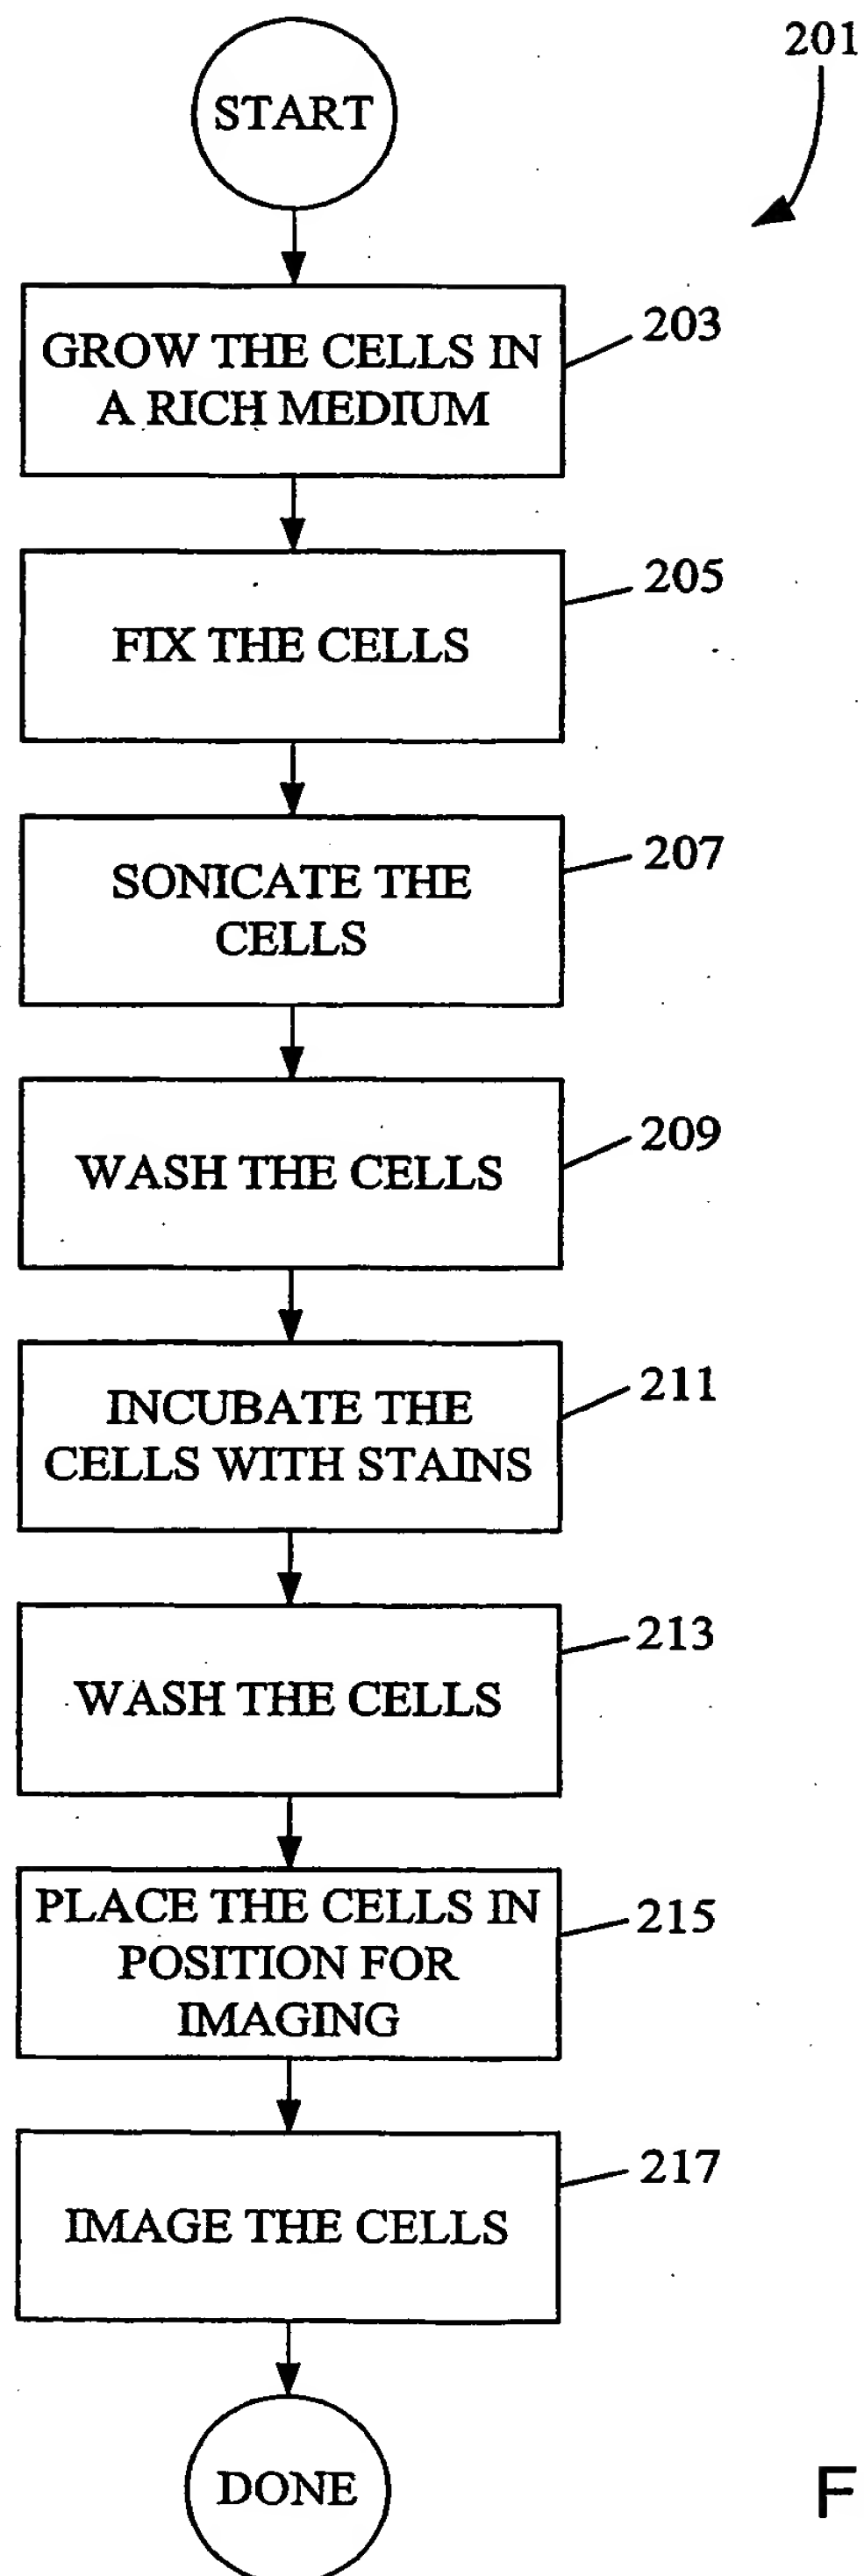 START
201
GROW THE CELLS IN
A RICH MEDIUM
203
FIX THE CELLS
205
SONICATE THE
CELLS
207
WASH THE CELLS
209
INCUBATE THE
CELLS WITH STAINS
211
WASH THE CELLS
213
PLACE THE CELLS IN
POSITION FOR
IMAGING
215
IMAGE THE CELLS
217
DONE
F